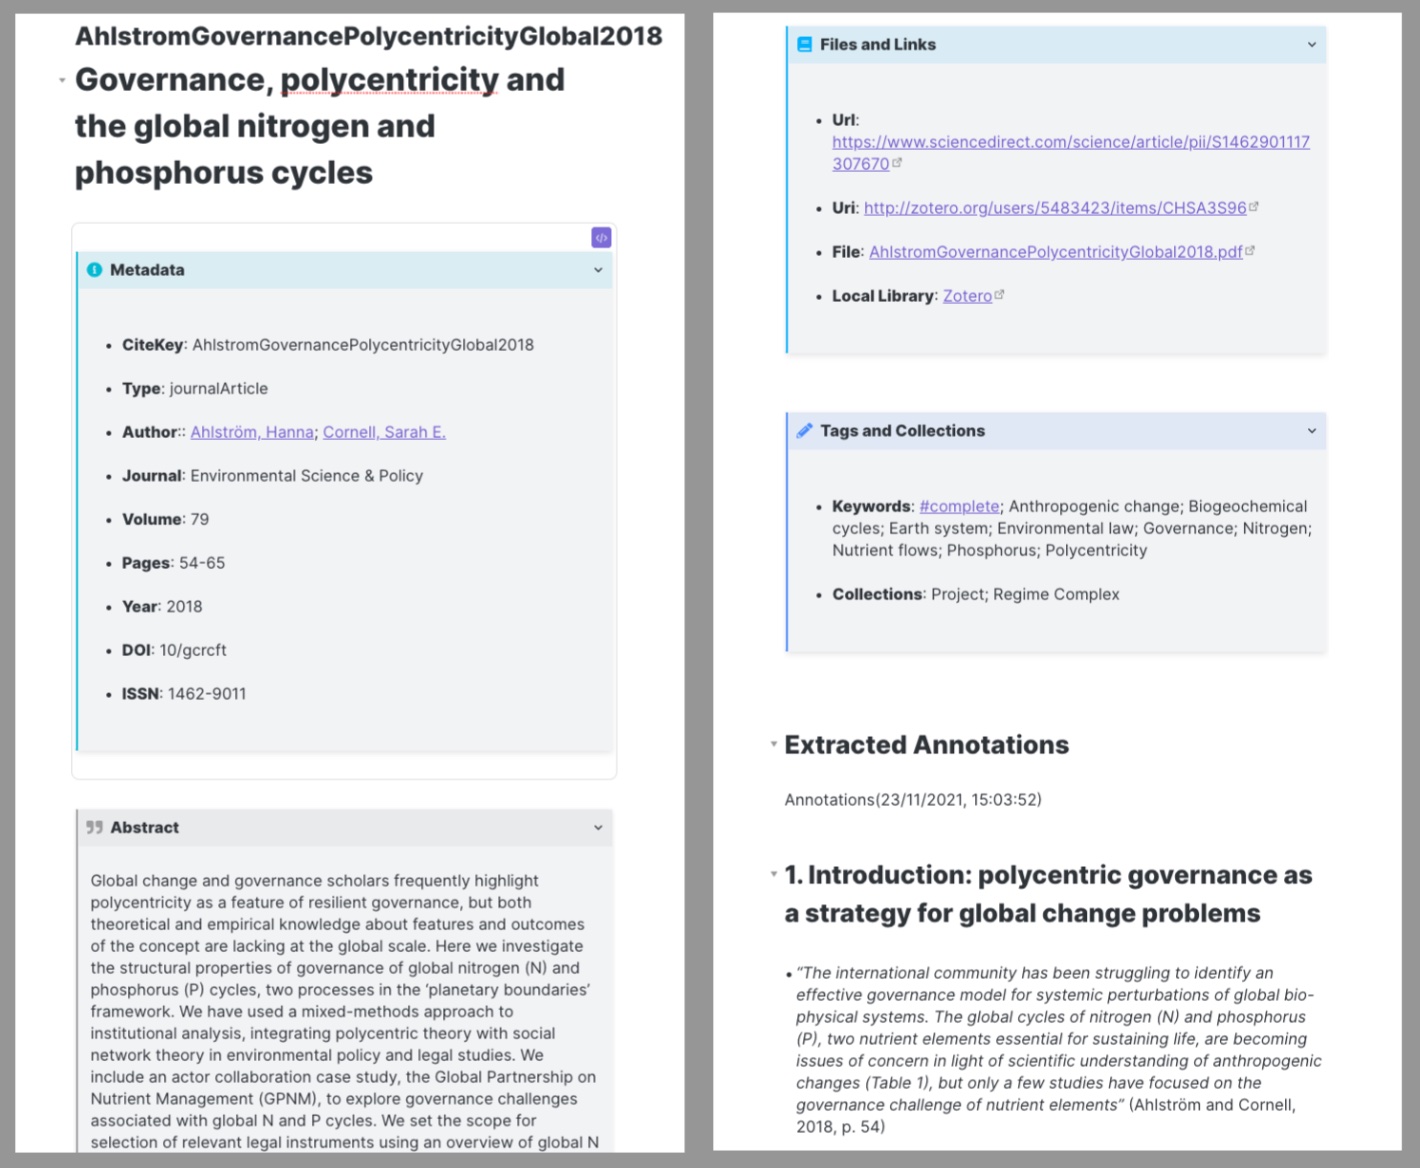 AhlstromGovernancePolycentricityGlobal2018
Governance, polycentricity and
the global nitrogen and
phosphorus cycles
</>
Metadata
• CiteKey: AhlstromGovernancePolycentricityGlobal2018
• Type: journalArticle
• Author:: Ahlström, Hanna; Cornell, Sarah E.
• Journal: Environmental Science & Policy
• Volume: 79
• Pages: 54-65
• Year: 2018
• DOI: 10/gcrcft
• ISSN: 1462-9011
Abstract
Global change and governance scholars frequently highlight
polycentricity as a feature of resilient governance, but both
theoretical and empirical knowledge about features and outcomes
of the concept are lacking at the global scale. Here we investigate
the structural properties of governance of global nitrogen (N) and
phosphorus (P) cycles, two processes in the ‘planetary boundaries’
framework. We have used a mixed-methods approach to
institutional analysis, integrating polycentric theory with social
network theory in environmental policy and legal studies. We
include an actor collaboration case study, the Global Partnership on
Nutrient Management (GPNM), to explore governance challenges
associated with global N and P cycles. We set the scope for
selection of relevant legal instruments using an overview of global N
Files and Links
• Url:
https://www.sciencedirect.com/science/article/pii/S1462901117
307670
• Uri: http://zotero.org/users/5483423/items/CHSA3S96
• File: AhlstromGovernancePolycentricityGlobal2018.pdf
• Local Library: Zotero
Tags and Collections
• Keywords: #complete; Anthropogenic change; Biogeochemical
cycles; Earth system; Environmental law; Governance; Nitrogen;
Nutrient flows; Phosphorus; Polycentricity
• Collections: Project; Regime Complex
Extracted Annotations
Annotations(23/11/2021, 15:03:52)
1. Introduction: polycentric governance as
a strategy for global change problems
• “The international community has been struggling to identify an
effective governance model for systemic perturbations of global bio-
physical systems. The global cycles of nitrogen (N) and phosphorus
(P), two nutrient elements essential for sustaining life, are becoming
issues of concern in light of scientific understanding of anthropogenic
changes (Table 1), but only a few studies have focused on the
governance challenge of nutrient elements” (Ahlström and Cornell,
2018, p. 54)